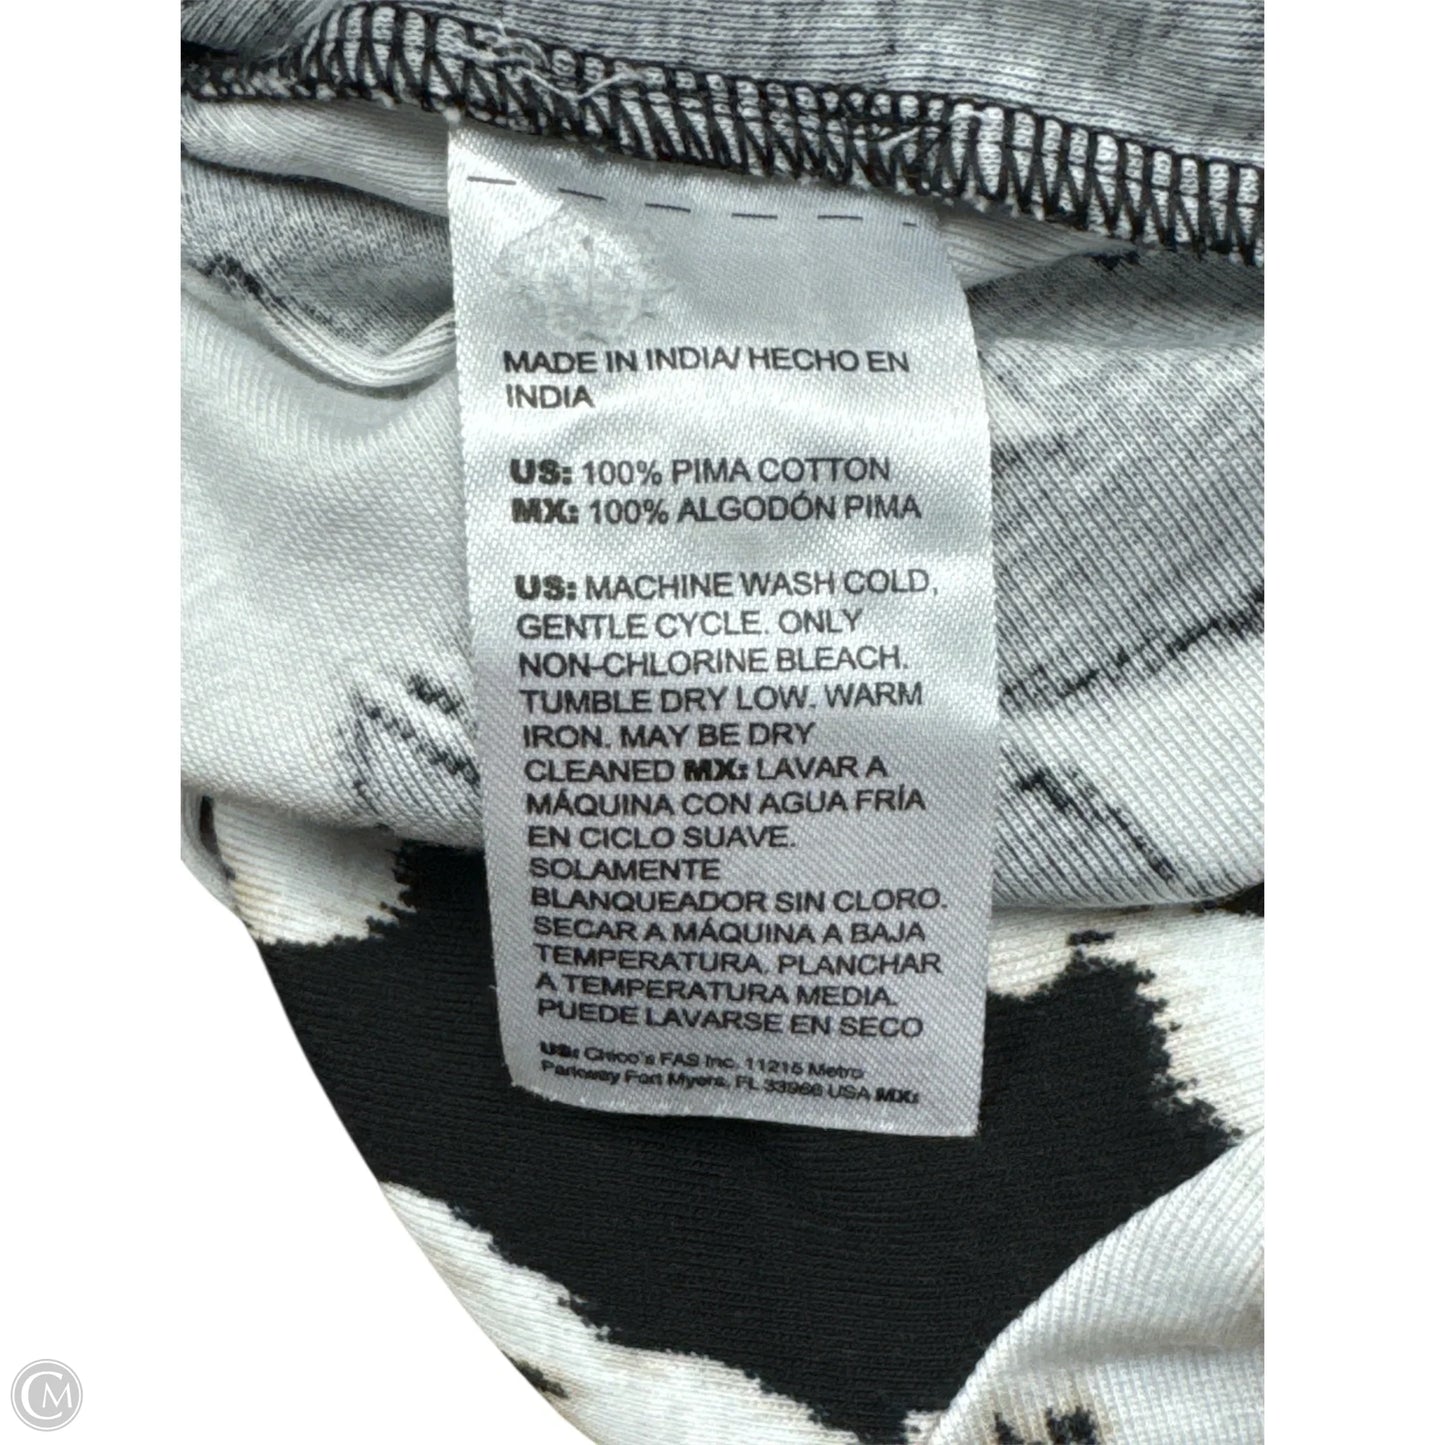 MADE IN INDIA/ HECHO EN
INDIA
US: 100% PIMA COTTON
MX: 100% ALGODÓN PIMA
US: MACHINE WASH COLD,
GENTLE CYCLE. ONLY
NON-CHLORINE BLEACH.
TUMBLE DRY LOW. WARM
IRON. MAY BE DRY
CLEANED MX: LAVAR A
MÁQUINA CON AGUA FRÍA
EN CICLO SUAVE.
SOLAMENTE
BLANQUEADOR SIN CLORO.
SECAR A MÁQUINA A BAJA
TEMPERATURA. PLANCHAR
A TEMPERATURA MEDIA.
PUEDE LAVARSE EN SECO
US: Chico's FAS Inc. 11215 Metro
Parkway Fort Myers, FL 33966 USA MX:
CM